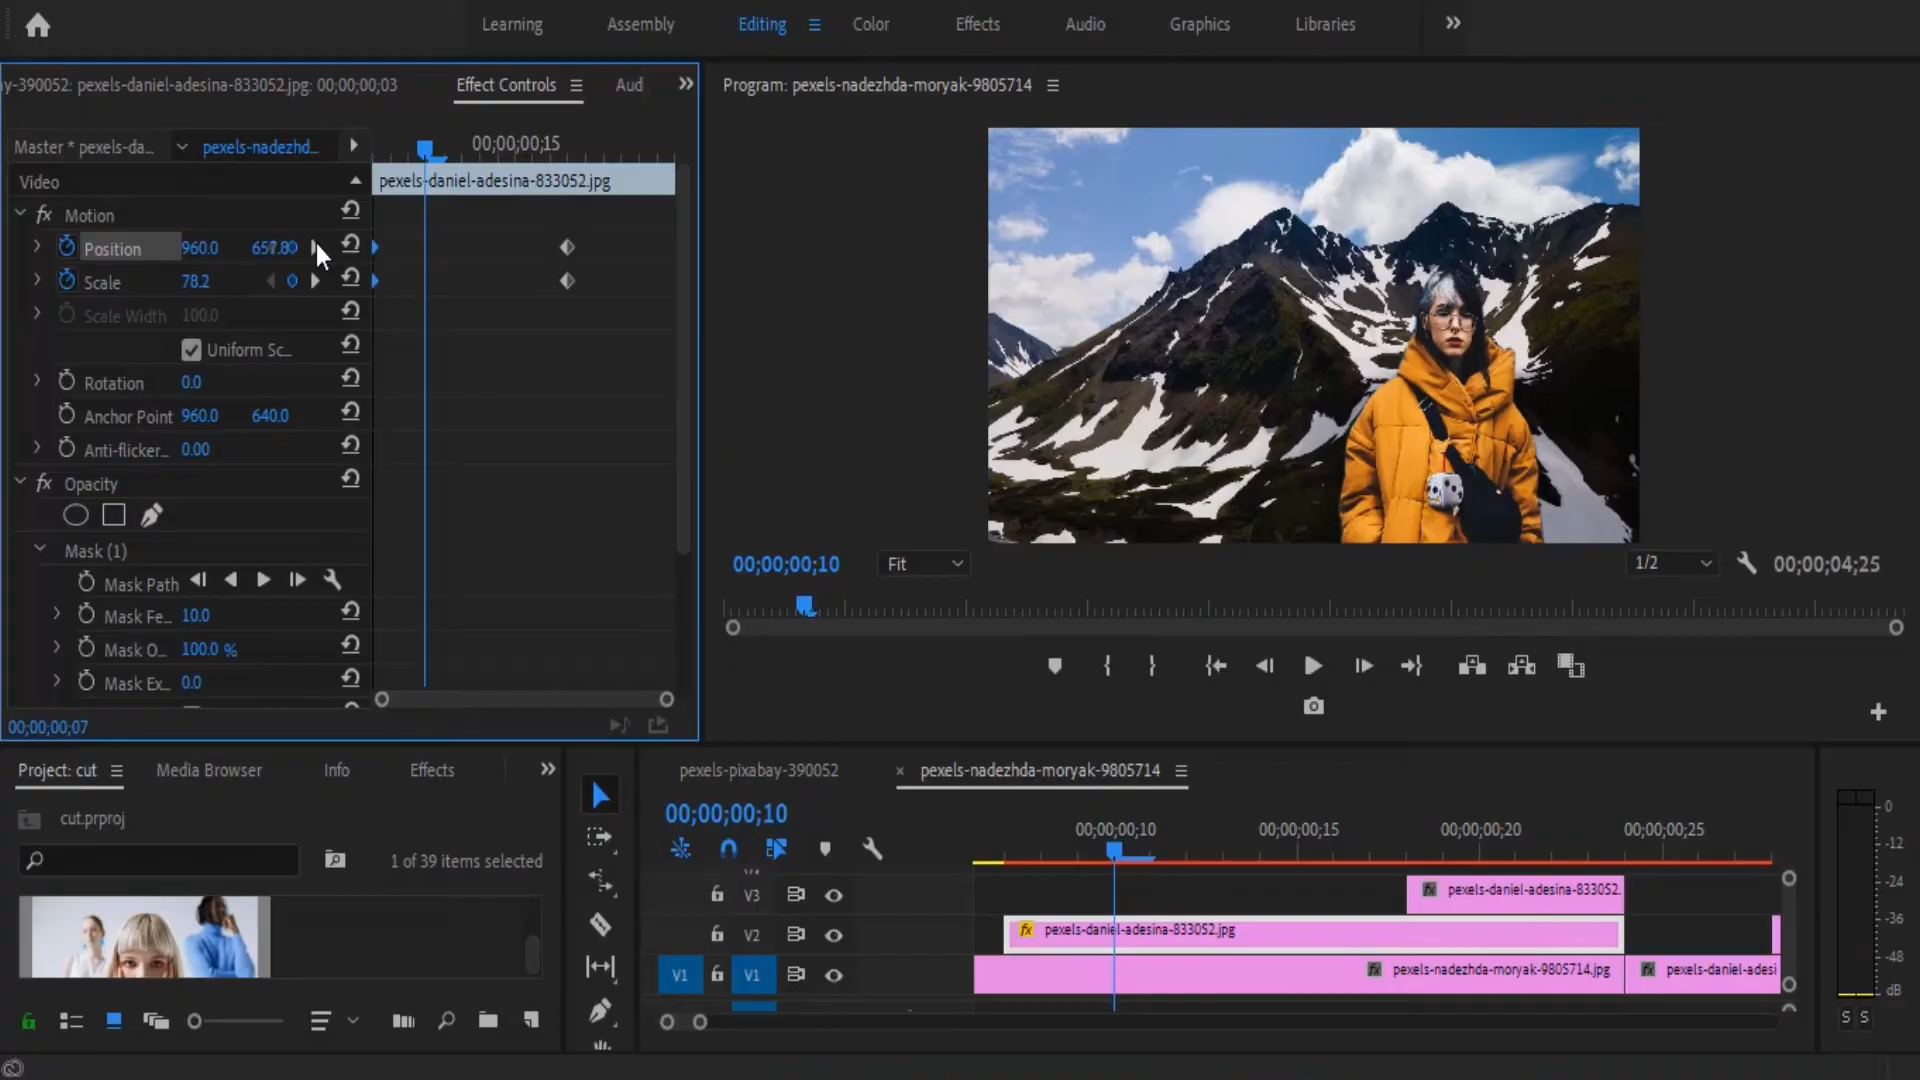 Learning Assembly Editing Color Effects Audio Graphics Libraries
y-390052: pexels-daniel-adesina-833052.jpg: 00;00;00;03 Effect Controls Aud
Program: pexels-nadezhda-moryak-9805714
Master * pexels-da... pexels-nadezhd... 00;00;00;15
Video pexels-daniel-adesina-833052.jpg
fx Motion
Position 960.0
Scale 78.2
Scale Width 100.0
Uniform Sc...
Rotation 0.0
Anchor Point 960.0 640.0
Anti-flicker... 0.00
fx Opacity
Mask (1)
Mask Path
Mask Fe... 10.0
Mask O... 100.0 %
Mask Ex... 0.0
00;00;00;07
00;00;00;10 Fit 1/2 00;00;04;25
Project: cut Media Browser Info Effects
cut.prproj
1 of 39 items selected
pexels-pixabay-390052 × pexels-nadezhda-moryak-9805714
00;00;00;10
00;00;00;10 00;00;00;15 00;00;00;20 00;00;00;25
V3 fx pexels-daniel-adesina-833052.
V2 fx pexels-daniel-adesina-833052.jpg
V1 V1 fx pexels-nadezhda-moryak-9805714.jpg fx pexels-daniel-adesi
0
-12
-24
-36
-48
dB
S S